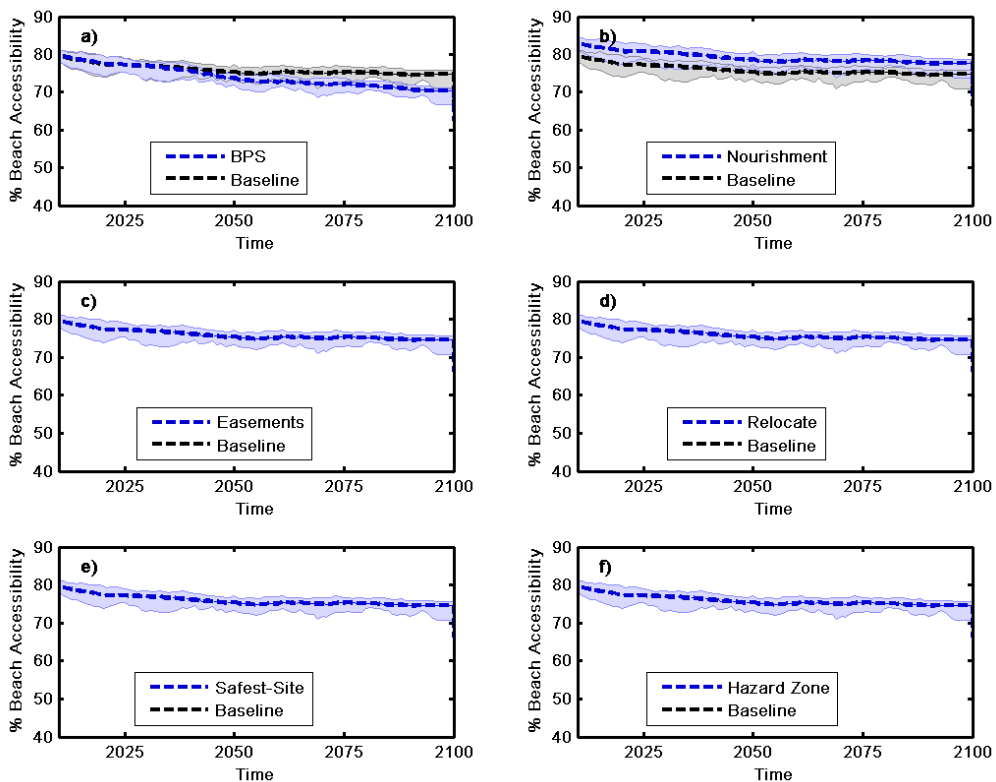 a)
% Beach Accessibility
90
80
70
60
50
40
BPS
Baseline
2025
2050
2075
2100
Time
b)
% Beach Accessibility
90
80
70
60
50
40
Nourishment
Baseline
2025
2050
2075
2100
Time
c)
% Beach Accessibility
90
80
70
60
50
40
Easements
Baseline
2025
2050
2075
2100
Time
d)
% Beach Accessibility
90
80
70
60
50
40
Relocate
Baseline
2025
2050
2075
2100
Time
e)
% Beach Accessibility
90
80
70
60
50
40
Safest-Site
Baseline
2025
2050
2075
2100
Time
f)
% Beach Accessibility
90
80
70
60
50
40
Hazard Zone
Baseline
2025
2050
2075
2100
Time